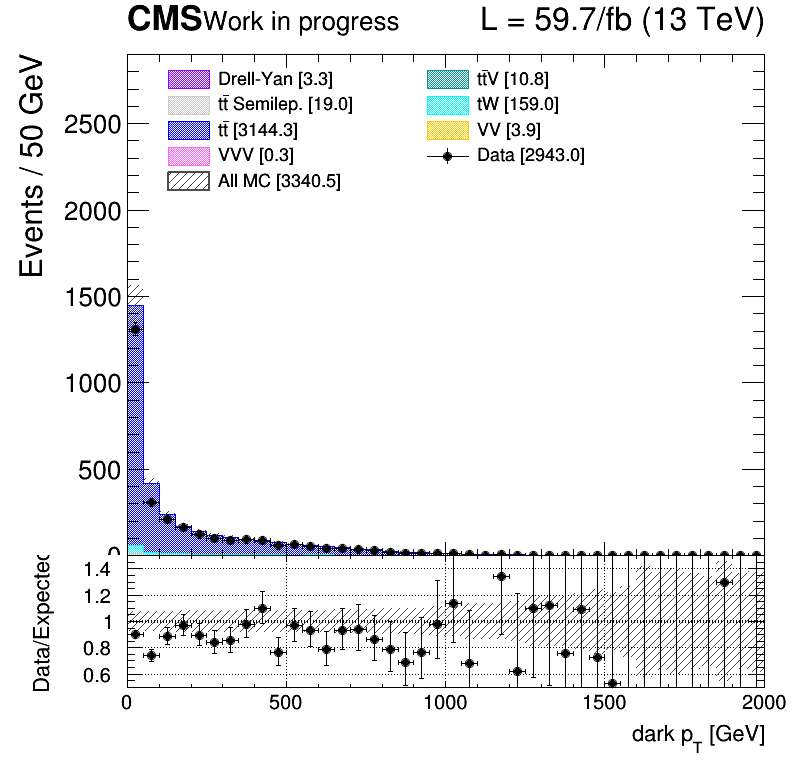 CMS Work in progress L = 59.7/fb (13 TeV)
Events / 50 GeV
Drell-Yan [3.3]
tt̄ Semilep. [19.0]
tt̄ [3144.3]
VVV [0.3]
All MC [3340.5]
tt̄V [10.8]
tW [159.0]
VV [3.9]
Data [2943.0]
2500
2000
1500
1000
500
0
Data/Expected
1.4
1.2
1
0.8
0.6
0 500 1000 1500 2000
dark p_T [GeV]